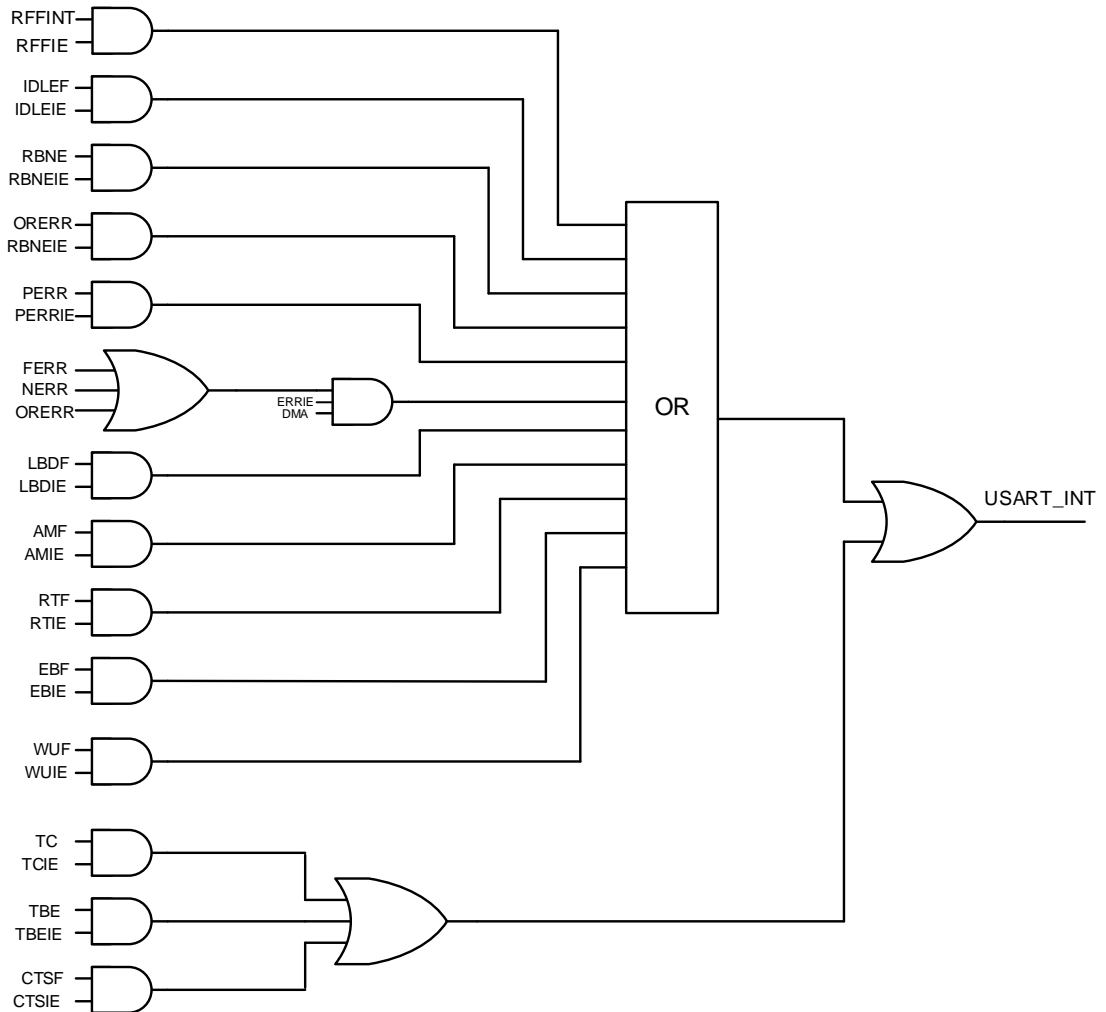 RFFINT
RFFIE
IDLEF
IDLEIE
RBNE
RBNEIE
ORERR
RBNEIE
PERR
PERRIE
FERR
NERR
ORERR
ERRIE
DMA
OR
LBDF
LBDIE
USART_INT
AMF
AMIE
RTF
RTIE
EBF
EBIE
WUF
WUIE
TC
TCIE
TBE
TBEIE
CTSF
CTSIE